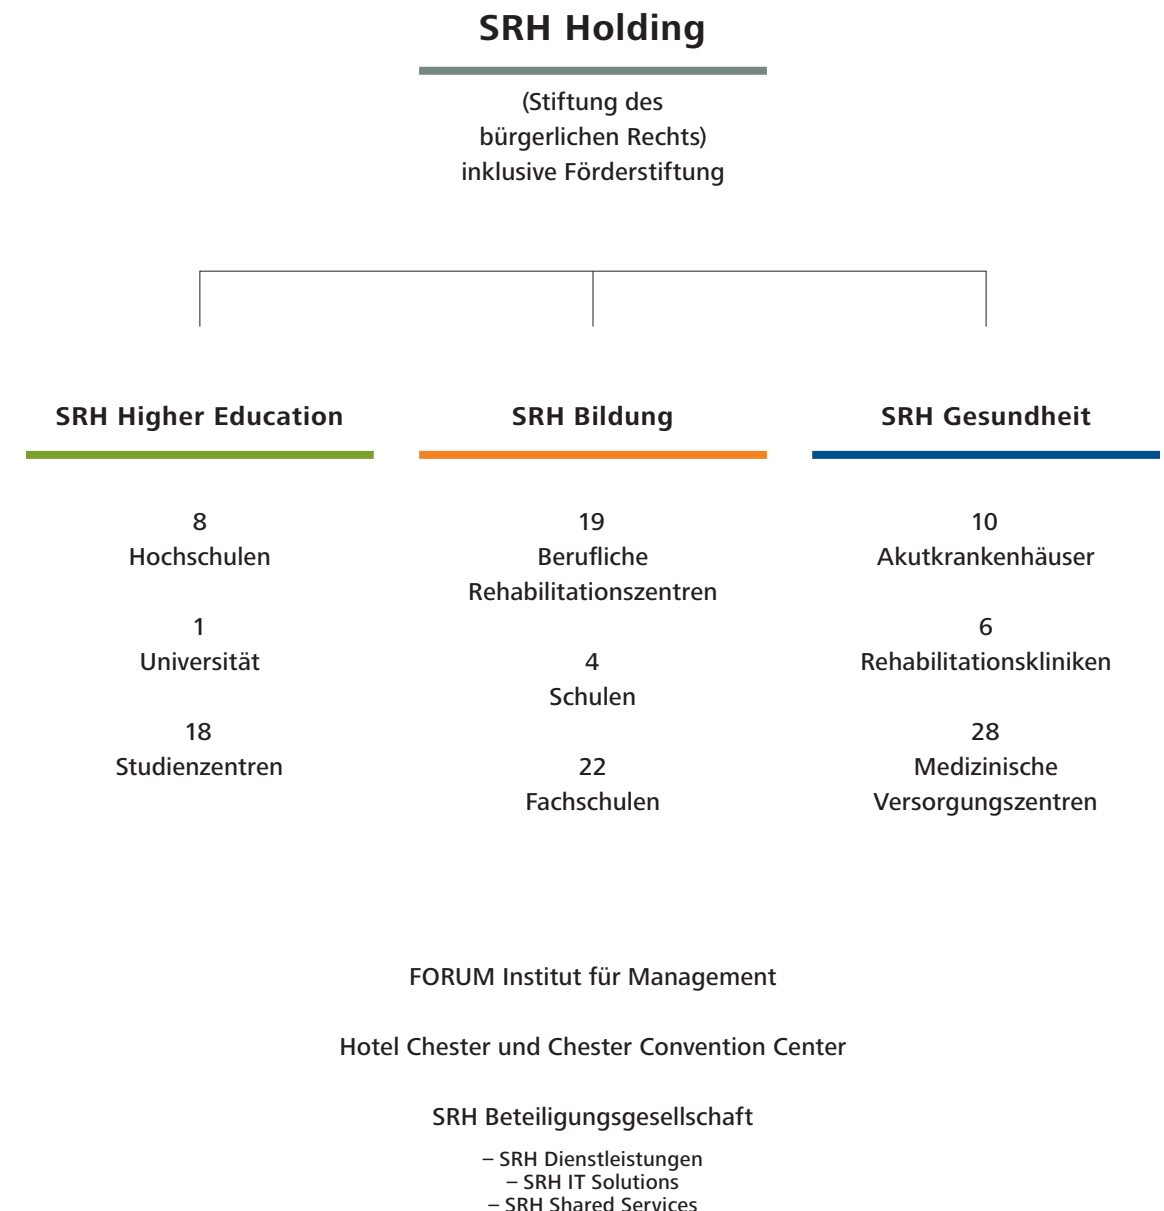 SRH Holding
(Stiftung des
bürgerlichen Rechts)
inklusive Förderstiftung
SRH Higher Education
8
Hochschulen
1
Universität
18
Studienzentren
SRH Bildung
19
Berufliche
Rehabilitationszentren
4
Schulen
22
Fachschulen
SRH Gesundheit
10
Akutkrankenhäuser
6
Rehabilitationskliniken
28
Medizinische
Versorgungszentren
FORUM Institut für Management
Hotel Chester und Chester Convention Center
SRH Beteiligungsgesellschaft
– SRH Dienstleistungen
– SRH IT Solutions
– SRH Shared Services